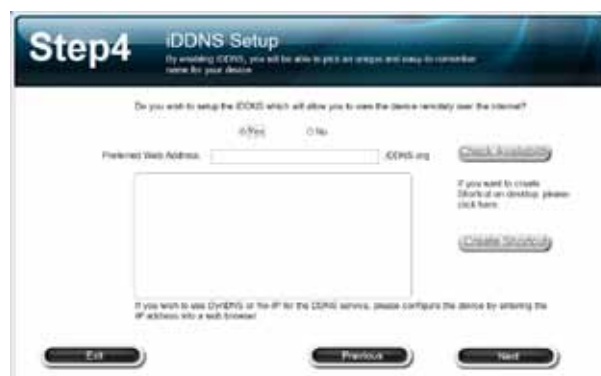 Step4
iDDNS Setup
By enabling iDDNS, you will be able to pick an unique and easy-to-remember
name for your device
Do you wish to setup the iDDNS which will allow you to view the device remotely over the internet?
Yes
No
Preferred Web Address:
.iDDNS.org
Check Availability
If you want to create
Shortcut on desktop, please
click here.
Create Shortcut
If you wish to use DynDNS or the IP for the DDNS service, please configure the device by entering the
IP address into a web browser
Exit
Previous
Next